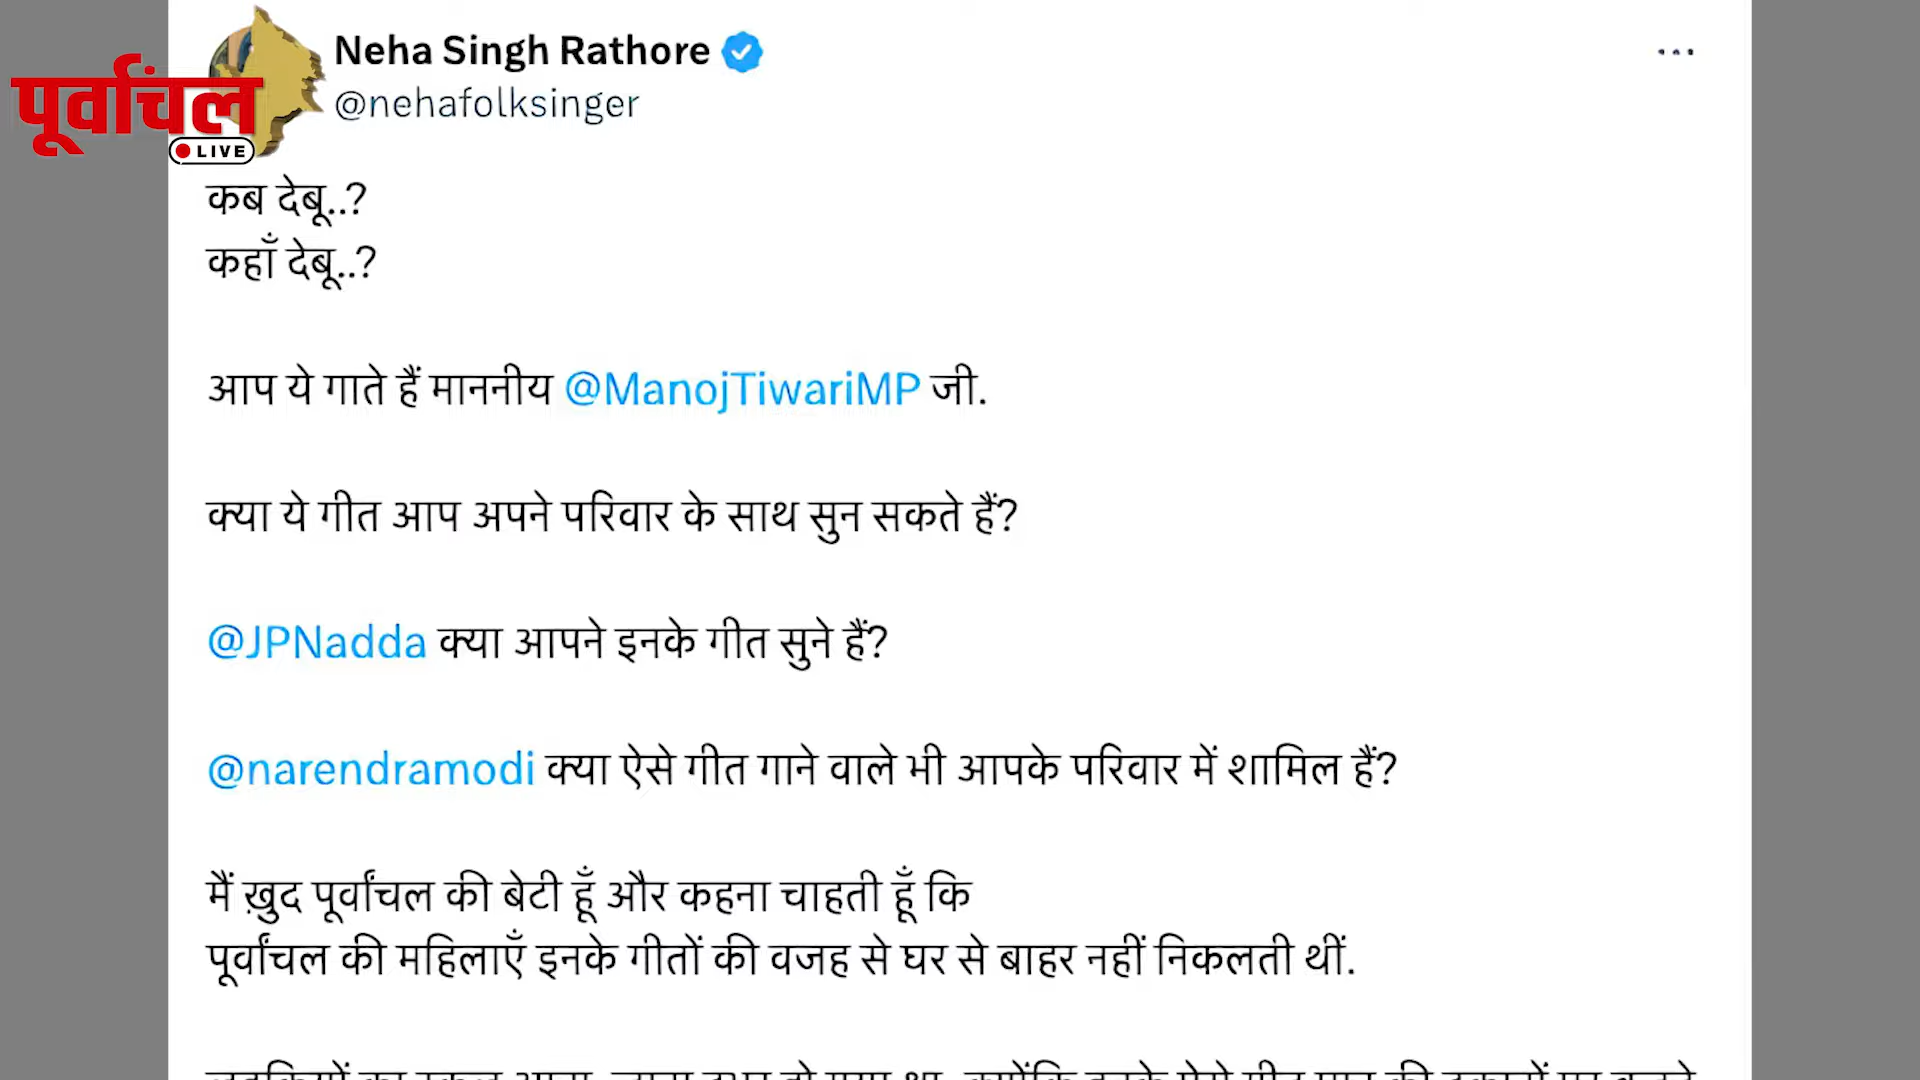 पूर्वांचल
LIVE
Neha Singh Rathore
@nehafolksinger
कब देबू..?
कहाँ देबू..?
आप ये गाते हैं माननीय @ManojTiwariMP जी.
क्या ये गीत आप अपने परिवार के साथ सुन सकते हैं?
@JPNadda क्या आपने इनके गीत सुने हैं?
@narendramodi क्या ऐसे गीत गाने वाले भी आपके परिवार में शामिल हैं?
मैं ख़ुद पूर्वांचल की बेटी हूँ और कहना चाहती हूँ कि
पूर्वांचल की महिलाएँ इनके गीतों की वजह से घर से बाहर नहीं निकलती थीं.